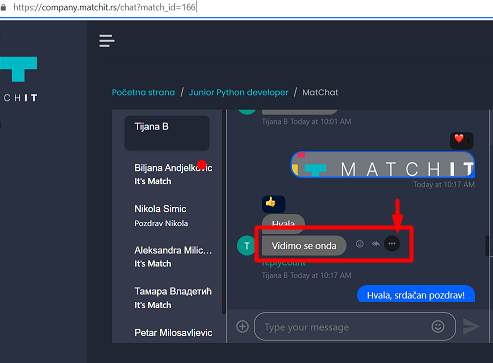 https://company.matchit.rs/chat?match_id=166
MATCHIT
Početna strana / Junior Python developer / MatChat
Tijana B
Biljana Andjelkovic
It's Match
Nikola Simic
Pozdrav Nikola
Aleksandra Milic...
It's Match
Тамара Владетић
It's Match
Petar Milosavljevic
Tijana B Today at 10:01 AM
MATCHIT
Today at 10:17 AM
Hvala
T
Vidimo se onda
replyCount
Tijana B Today at 10:17 AM
Hvala, srdačan pozdrav!
Type your message